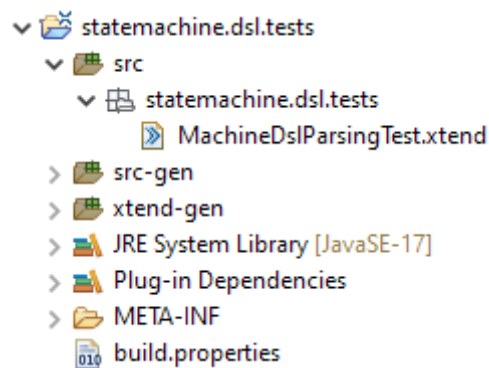 statemachine.dsl.tests
src
statemachine.dsl.tests
MachineDslParsingTest.xtend
src-gen
xtend-gen
JRE System Library [JavaSE-17]
Plug-in Dependencies
META-INF
build.properties